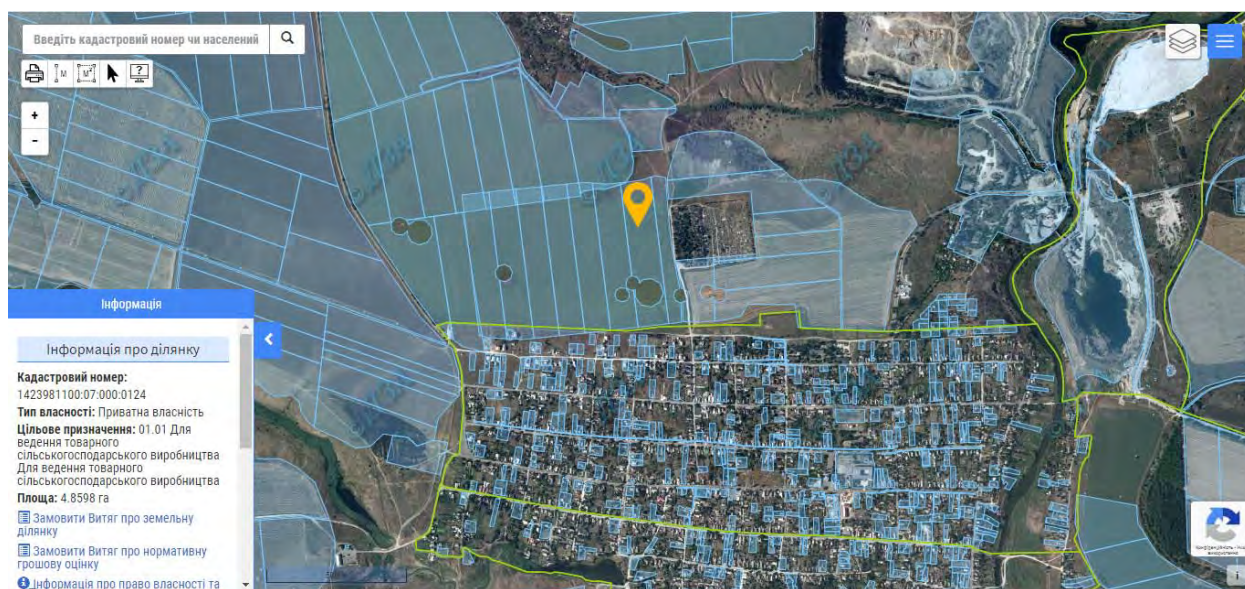 Введіть кадастровий номер чи населений
M
M²
?
+
-
Інформація
Інформація про ділянку
Кадастровий номер:
1423981100:07:000:0124
Тип власності: Приватна власність
Цільове призначення: 01.01 Для
ведення товарного
сільськогосподарського виробництва
Для ведення товарного
сільськогосподарського виробництва
Площа: 4.8598 га
Замовити Витяг про земельну
ділянку
Замовити Витяг про нормативну
грошову оцінку
Інформація про право власності та